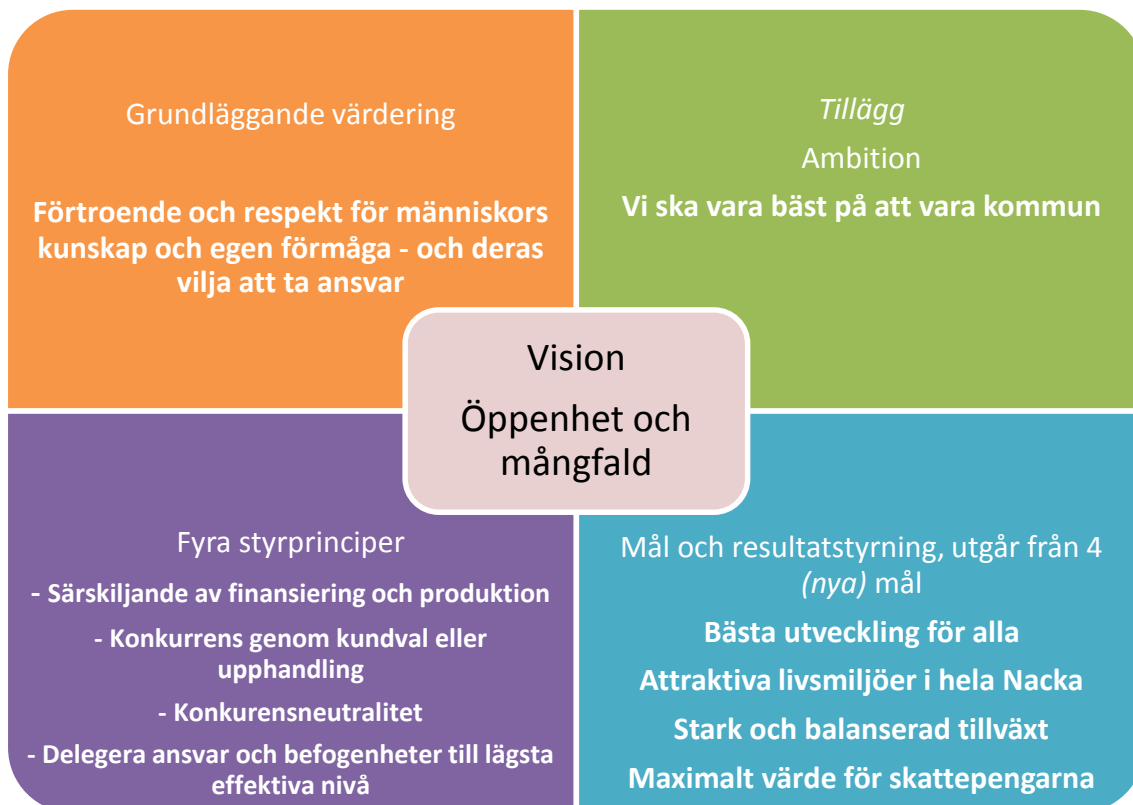 Grundläggande värdering
Förtroende och respekt för människors
kunskap och egen förmåga - och deras
vilja att ta ansvar
Tillägg
Ambition
Vi ska vara bäst på att vara kommun
Vision
Öppenhet och
mångfald
Fyra styrprinciper
- Särskiljande av finansiering och produktion
- Konkurrens genom kundval eller
upphandling
- Konkurensneutralitet
- Delegera ansvar och befogenheter till lägsta
effektiva nivå
Mål och resultatstyrning, utgår från 4
(nya) mål
Bästa utveckling för alla
Attraktiva livsmiljöer i hela Nacka
Stark och balanserad tillväxt
Maximalt värde för skattepengarna